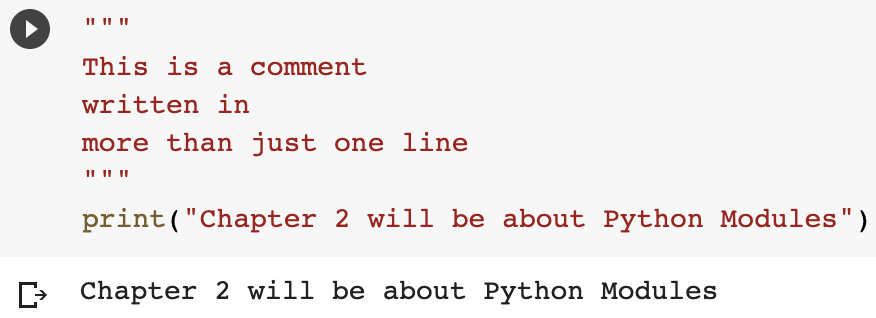 """
This is a comment
written in
more than just one line
"""
print("Chapter 2 will be about Python Modules")
Chapter 2 will be about Python Modules